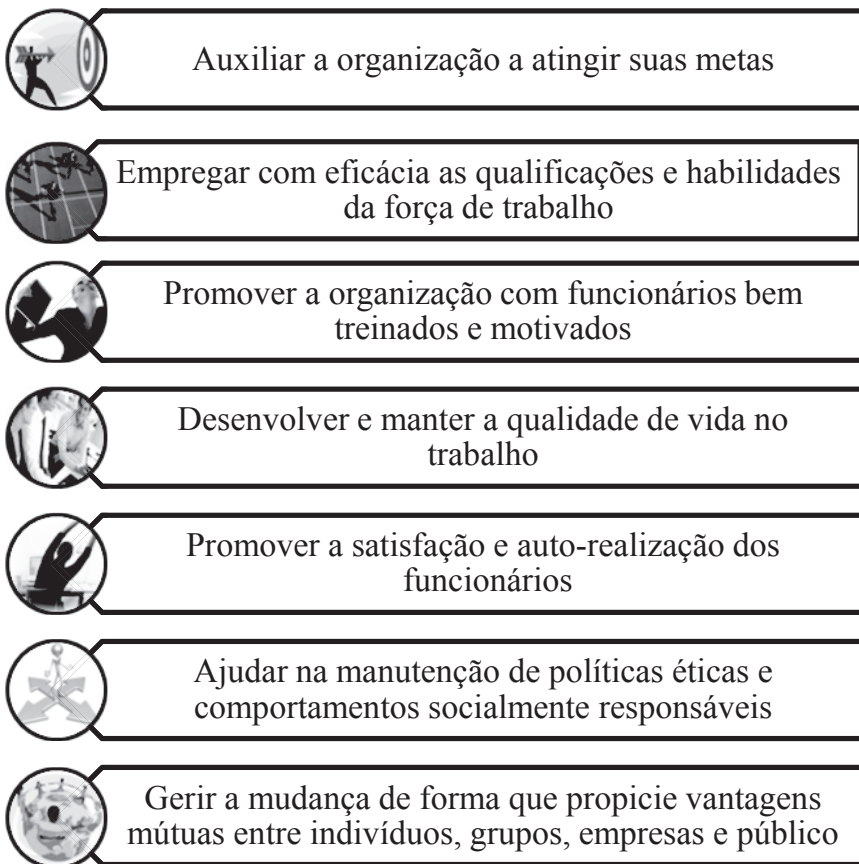 Auxiliar a organização a atingir suas metas
Empregar com eficácia as qualificações e habilidades
da força de trabalho
Promover a organização com funcionários bem
treinados e motivados
Desenvolver e manter a qualidade de vida no
trabalho
Promover a satisfação e auto-realização dos
funcionários
Ajudar na manutenção de políticas éticas e
comportamentos socialmente responsáveis
Gerir a mudança de forma que propicie vantagens
mútuas entre indivíduos, grupos, empresas e público